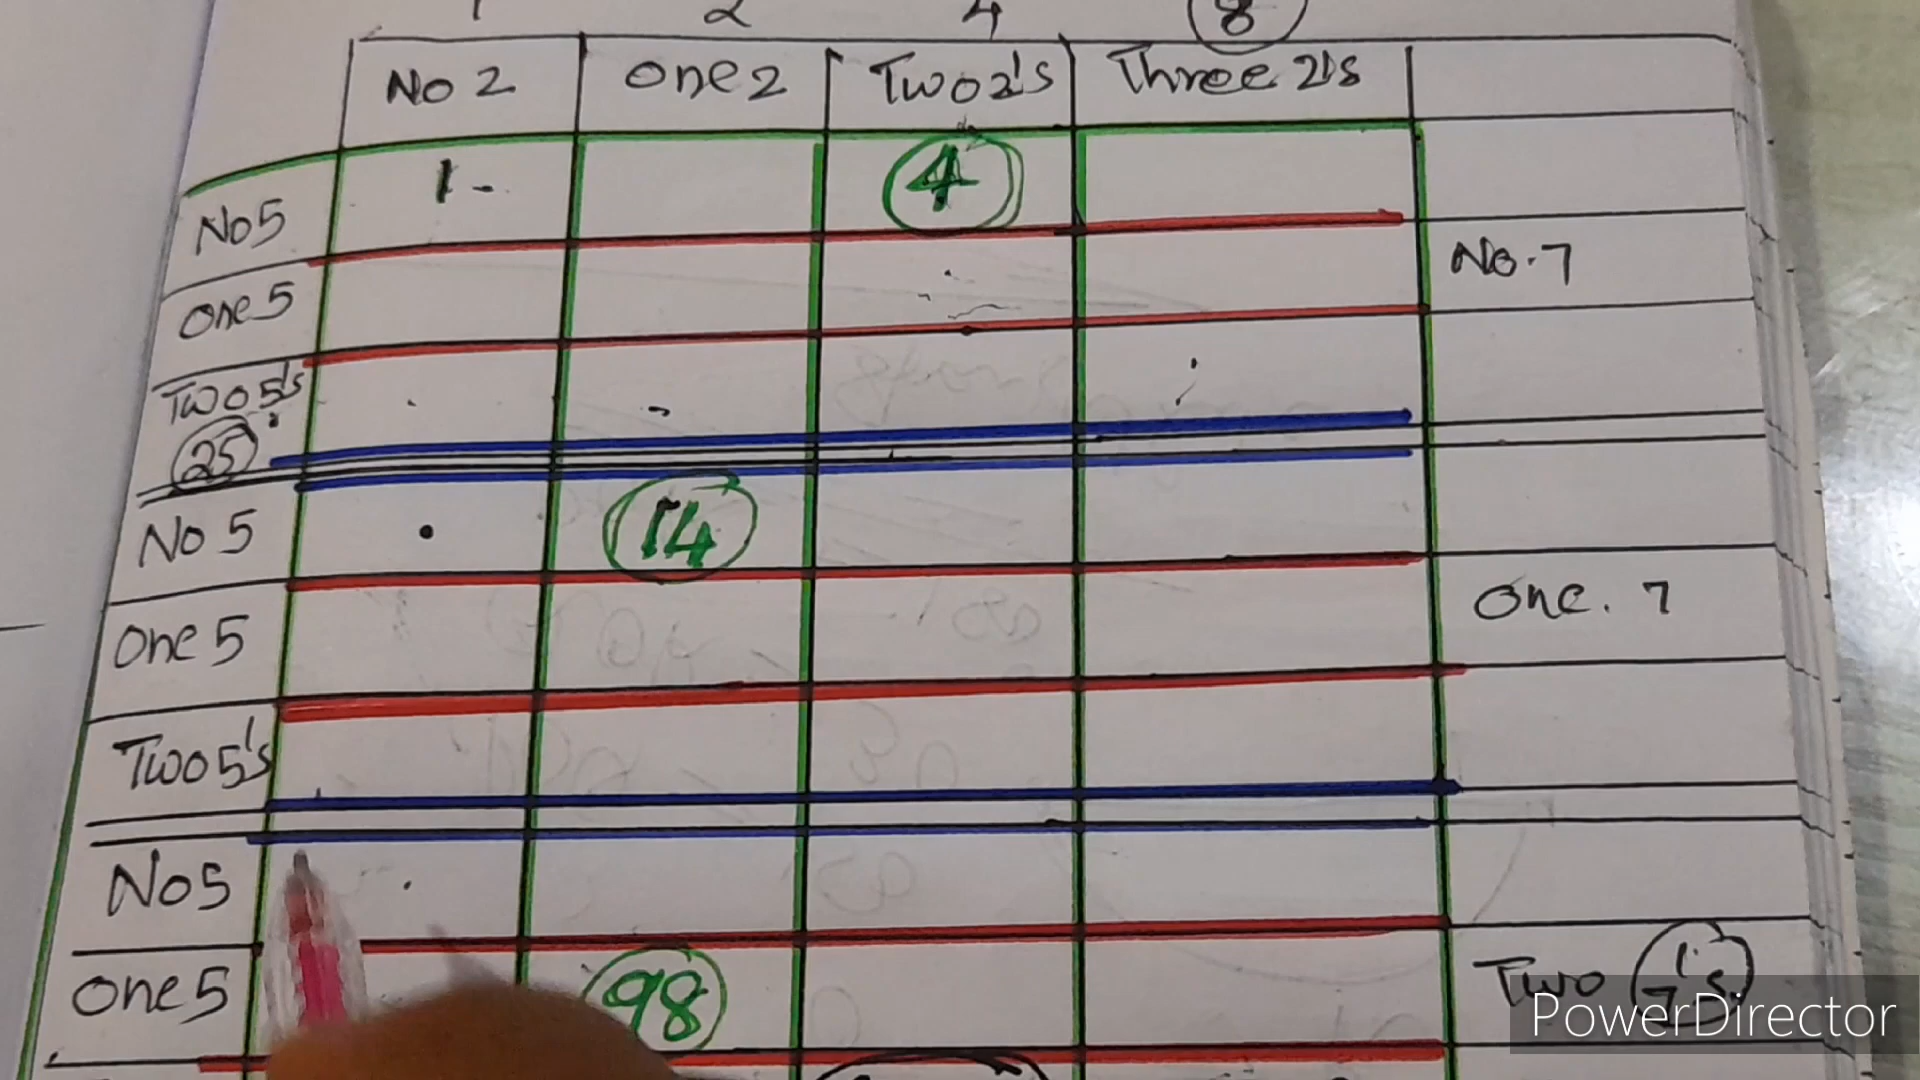 1 2 4 8
No 2 One 2 Two 2's Three 2's
No 5 1 4
One 5 No. 7
Two 5's
25
No 5 14
One 5 One. 7
Two 5's
No 5
One 5 98 Two 7's
PowerDirector